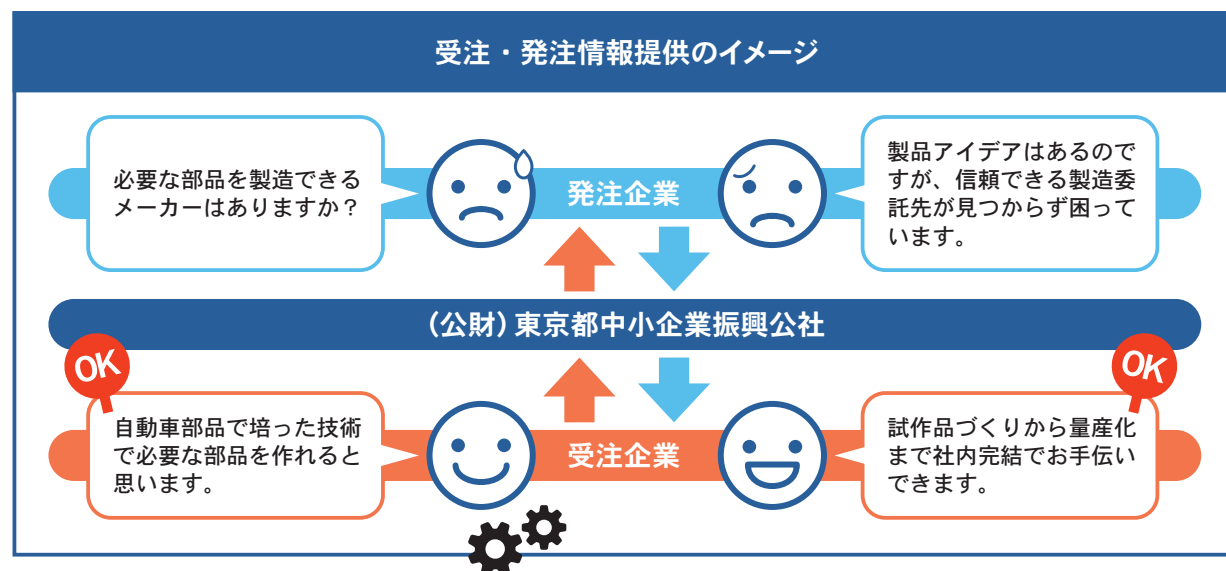 受注・発注情報提供のイメージ
必要な部品を製造できる
メーカーはありますか？
発注企業
製品アイデアはあるので
すが、信頼できる製造委
託先が見つからず困って
います。
（公財）東京都中小企業振興公社
OK
OK
自動車部品で培った技術
で必要な部品を作れると
思います。
受注企業
試作品づくりから量産化
まで社内完結でお手伝い
できます。